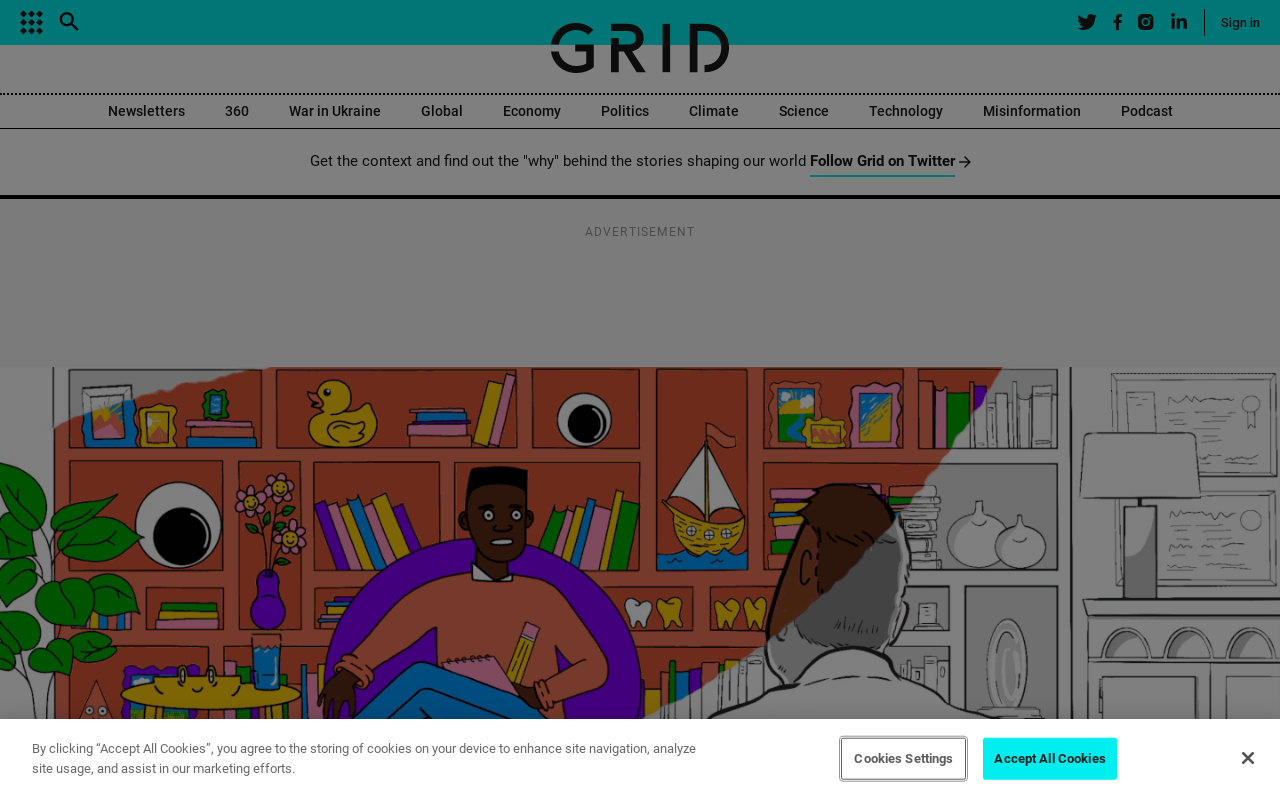 Sign in
GRID
Newsletters 360 War in Ukraine Global Economy Politics Climate Science Technology Misinformation Podcast
Get the context and find out the "why" behind the stories shaping our world Follow Grid on Twitter
ADVERTISEMENT
By clicking “Accept All Cookies”, you agree to the storing of cookies on your device to enhance site navigation, analyze
site usage, and assist in our marketing efforts.
Cookies Settings
Accept All Cookies